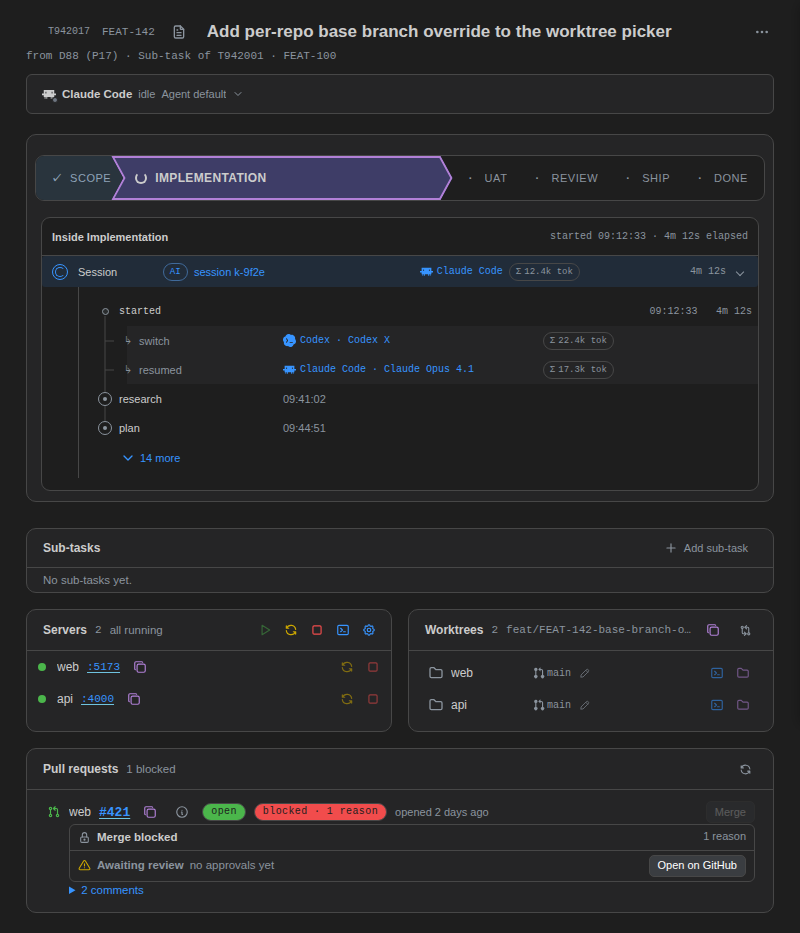 T942017 FEAT-142 Add per-repo base branch override to the worktree picker
from D88 (P17) · Sub-task of T942001 · FEAT-100
Claude Code idle Agent default
SCOPE IMPLEMENTATION · UAT · REVIEW · SHIP · DONE
Inside Implementation started 09:12:33 · 4m 12s elapsed
Session AI session k-9f2e Claude Code Σ 12.4k tok 4m 12s
started 09:12:33 4m 12s
↳ switch Codex · Codex X Σ 22.4k tok
↳ resumed Claude Code · Claude Opus 4.1 Σ 17.3k tok
research 09:41:02
plan 09:44:51
14 more
Sub-tasks Add sub-task
No sub-tasks yet.
Servers 2 all running
web :5173
api :4000
Worktrees 2 feat/FEAT-142-base-branch-o…
web main
api main
Pull requests 1 blocked
web #421 open blocked · 1 reason opened 2 days ago Merge
Merge blocked 1 reason
Awaiting review no approvals yet Open on GitHub
2 comments